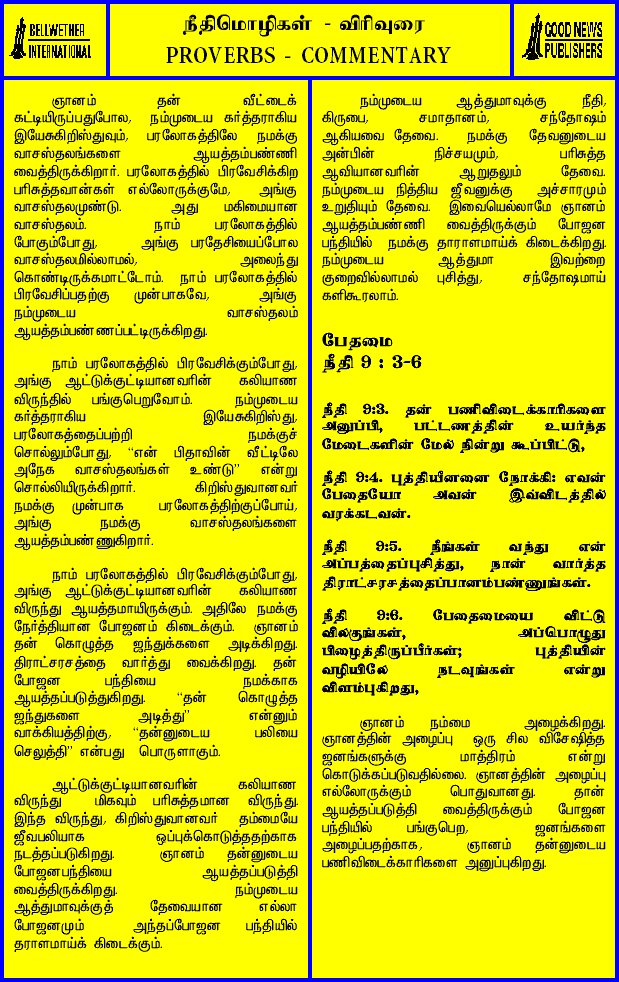 BELLWETHER
INTERNATIONAL
நீதிமொழிகள் - விரிவுரை
PROVERBS - COMMENTARY
GOOD NEWS
PUBLISHERS
ஞானம் தன் வீட்டைக்
கட்டியிருப்பதுபோல, நம்முடைய கர்த்தராகிய
இயேசுகிறிஸ்துவும், பரலோகத்திலே நமக்கு
வாசஸ்தலங்களை ஆயத்தம்பண்ணி
வைத்திருக்கிறார். பரலோகத்தில் பிரவேசிக்கிற
பரிசுத்தவான்கள் எல்லோருக்குமே, அங்கு
வாசஸ்தலமுண்டு. அது மகிமையான
வாசஸ்தலம். நாம் பரலோகத்தில்
போகும்போது, அங்கு பரதேசியைப்போல
வாசஸ்தலமில்லாமல், அலைந்து
கொண்டிருக்கமாட்டோம். நாம் பரலோகத்தில்
பிரவேசிப்பதற்கு முன்பாகவே, அங்கு
நம்முடைய வாசஸ்தலம்
ஆயத்தம்பண்ணப்பட்டிருக்கிறது.
நாம் பரலோகத்தில் பிரவேசிக்கும்போது,
அங்கு ஆட்டுக்குட்டியானவரின் கலியாண
விருந்தில் பங்குபெறுவோம். நம்முடைய
கர்த்தராகிய இயேசுகிறிஸ்து,
பரலோகத்தைப்பற்றி நமக்குச்
சொல்லும்போது, “என் பிதாவின் வீட்டிலே
அநேக வாசஸ்தலங்கள் உண்டு” என்று
சொல்லியிருக்கிறார். கிறிஸ்துவானவர்
நமக்கு முன்பாக பரலோகத்திற்குப்போய்,
அங்கு நமக்கு வாசஸ்தலங்களை
ஆயத்தம்பண்ணுகிறார்.
நாம் பரலோகத்தில் பிரவேசிக்கும்போது,
அங்கு ஆட்டுக்குட்டியானவரின் கலியாண
விருந்து ஆயத்தமாயிருக்கும். அதிலே நமக்கு
நேர்த்தியான போஜனம் கிடைக்கும். ஞானம்
தன் கொழுத்த ஜந்துக்களை அடிக்கிறது.
திராட்சரசத்தை வார்த்து வைக்கிறது. தன்
போஜன பந்தியை நமக்காக
ஆயத்தப்படுத்துகிறது. “தன் கொழுத்த
ஜந்துகளை அடித்து” என்னும்
வாக்கியத்திற்கு, “தன்னுடைய பலியை
செலுத்தி” என்பது பொருளாகும்.
ஆட்டுக்குட்டியானவரின் கலியாண
விருந்து மிகவும் பரிசுத்தமான விருந்து.
இந்த விருந்து, கிறிஸ்துவானவர் தம்மையே
ஜீவபலியாக ஒப்புக்கொடுத்ததற்காக
நடத்தப்படுகிறது. ஞானம் தன்னுடைய
போஜனபந்தியை ஆயத்தப்படுத்தி
வைத்திருக்கிறது. நம்முடைய
ஆத்துமாவுக்குத் தேவையான எல்லா
போஜனமும் அந்தப்போஜன பந்தியில்
தராளமாய்க் கிடைக்கும்.
நம்முடைய ஆத்துமாவுக்கு நீதி,
கிருபை, சமாதானம், சந்தோஷம்
ஆகியவை தேவை. நமக்கு தேவனுடைய
அன்பின் நிச்சயமும், பரிசுத்த
ஆவியானவரின் ஆறுதலும் தேவை.
நம்முடைய நித்திய ஜீவனுக்கு அச்சாரமும்
உறுதியும் தேவை. இவையெல்லாமே ஞானம்
ஆயத்தம்பண்ணி வைத்திருக்கும் போஜன
பந்தியில் நமக்கு தாராளமாய்க் கிடைக்கிறது.
நம்முடைய ஆத்துமா இவற்றை
குறைவில்லாமல் புசித்து, சந்தோஷமாய்
களிகூரலாம்.
பேதமை
நீதி 9 : 3-6
நீதி 9:3. தன் பணிவிடைக்காரிகளை
அனுப்பி, பட்டணத்தின் உயர்ந்த
மேடைகளின் மேல் நின்று கூப்பிட்டு,
நீதி 9:4. புத்தியீனனை நோக்கி: எவன்
பேதையோ அவன் இவ்விடத்தில்
வரக்கடவன்.
நீதி 9:5. நீங்கள் வந்து என்
அப்பத்தைப்புசித்து, நான் வார்த்த
திராட்சரசத்தைப்பானம்பண்ணுங்கள்.
நீதி 9:6. பேதைமையை விட்டு
விலகுங்கள், அப்பொழுது
பிழைத்திருப்பீர்கள்; புத்தியின்
வழியிலே நடவுங்கள் என்று
விளம்புகிறது,
ஞானம் நம்மை அழைக்கிறது.
ஞானத்தின் அழைப்பு ஒரு சில விசேஷித்த
ஜனங்களுக்கு மாத்திரம் என்று
கொடுக்கப்படுவதில்லை. ஞானத்தின் அழைப்பு
எல்லோருக்கும் பொதுவானது. தான்
ஆயத்தப்படுத்தி வைத்திருக்கும் போஜன
பந்தியில் பங்குபெற, ஜனங்களை
அழைப்பதற்காக, ஞானம் தன்னுடைய
பணிவிடைக்காரிகளை அனுப்புகிறது.